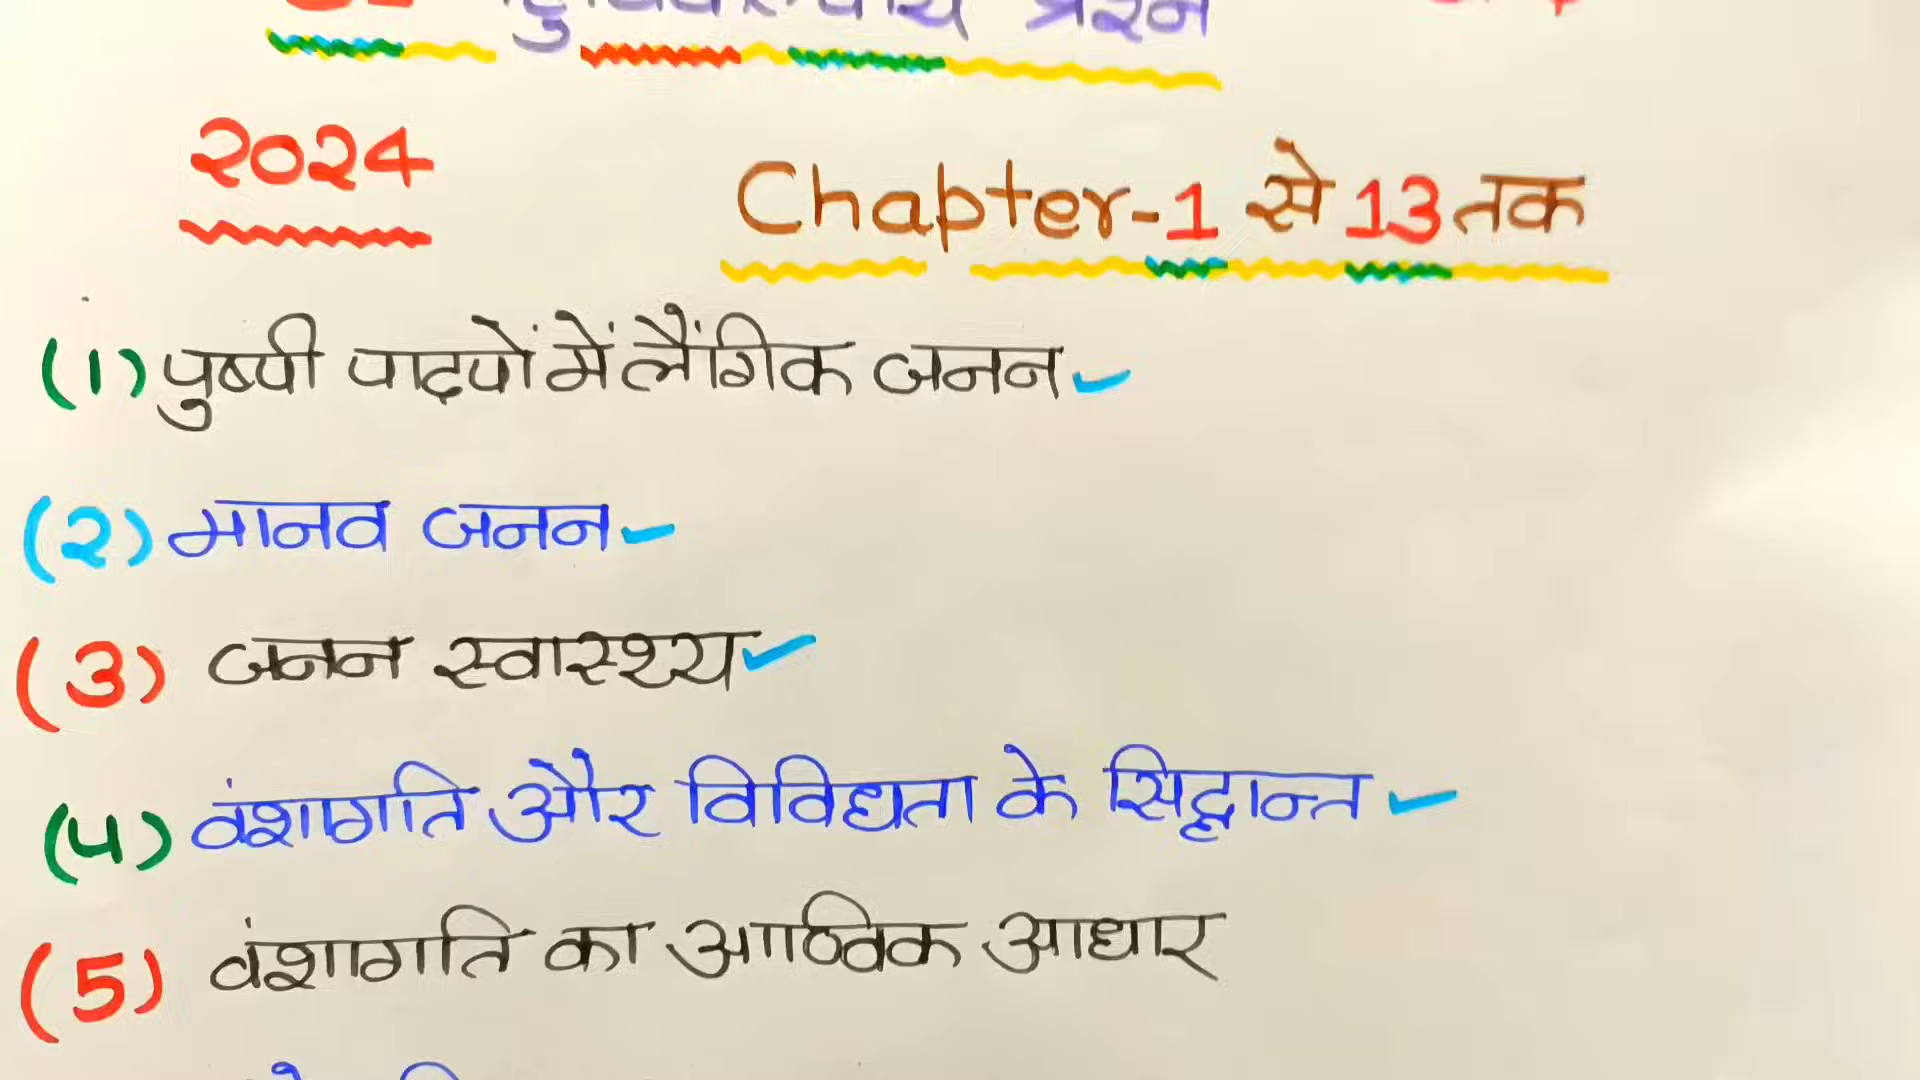 प्रश्न
2024
Chapter-1 से 13 तक
(1) पुष्पी पादपों में लैंगिक जनन
(2) मानव जनन
(3) जनन स्वास्थ्य
(4) वंशागति और विविधता के सिद्धान्त
(5) वंशागति का आण्विक आधार